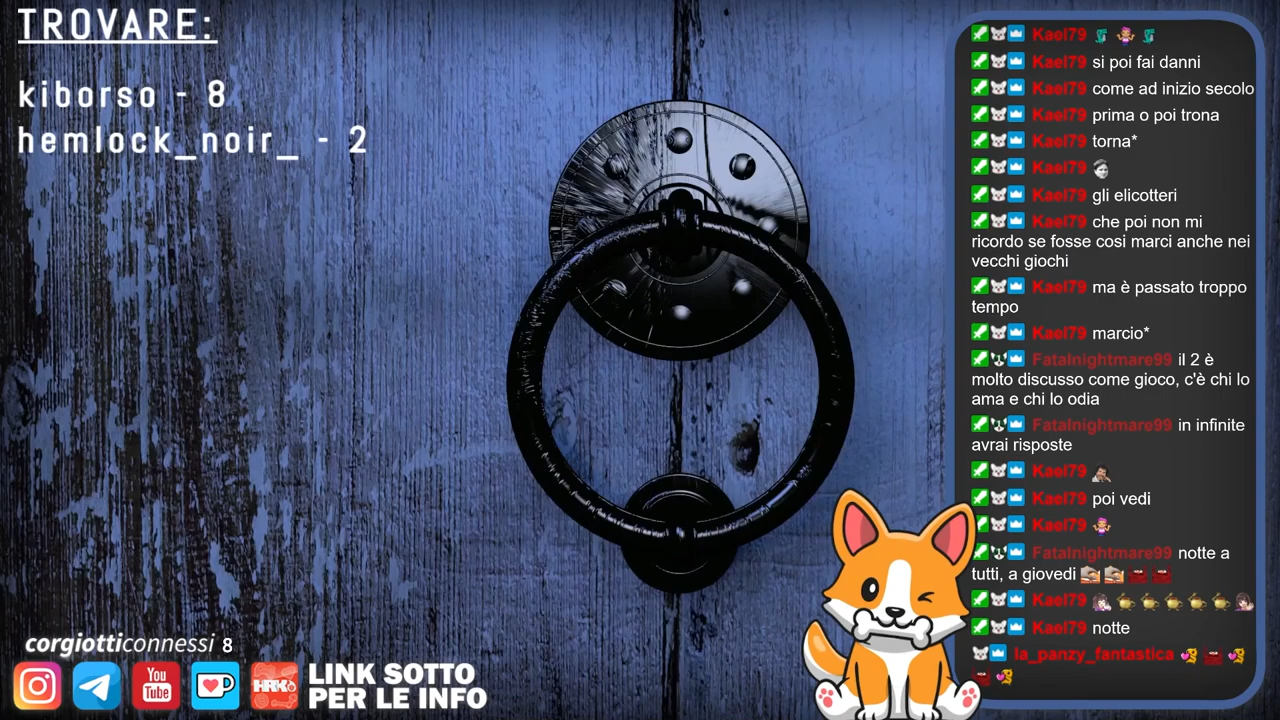 TROVARE:
kiborso - 8
hemlock_noir_ - 2
Kael79
Kael79 si poi fai danni
Kael79 come ad inizio secolo
Kael79 prima o poi trona
Kael79 torna*
Kael79
Kael79 gli elicotteri
Kael79 che poi non mi
ricordo se fosse cosi marci anche nei
vecchi giochi
Kael79 ma è passato troppo
tempo
Kael79 marcio*
Fatalnightmare99 il 2 è
molto discusso come gioco, c'è chi lo
ama e chi lo odia
Fatalnightmare99 in infinite
avrai risposte
Kael79
Kael79 poi vedi
Kael79
Fatalnightmare99 notte a
tutti, a giovedi
Kael79
Kael79 notte
la_panzy_fantastica
corgiotticonnessi 8
You
Tube
HRK
LINK SOTTO
PER LE INFO